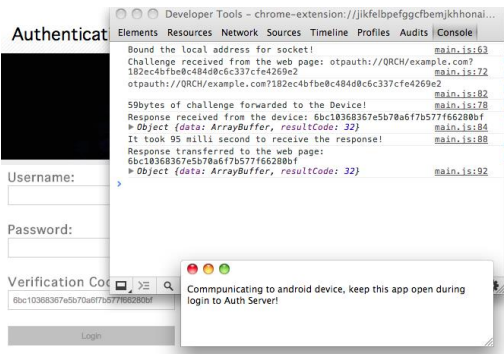 Developer Tools - chrome-extension://jikfelbpefggcfbemjkhhonai...
Authenticat
Elements Resources Network Sources Timeline Profiles Audits Console
Bound the local address for socket! main.js:63
Challenge received from the web page: otpauth://QRCH/example.com?
182ec4bfbe0c484d0c6c337cfe4269e2 main.js:72
otpauth://QRCH/example.com?182ec4bfbe0c484d0c6c337cfe4269e2
main.js:82
59bytes of challenge forwarded to the Device! main.js:78
Response received from the device: 6bc10368367e5b70a6f7b577f66280bf
Object {data: ArrayBuffer, resultCode: 32} main.js:84
It took 95 milli second to receive the response! main.js:88
Response transferred to the web page:
6bc10368367e5b70a6f7b577f66280bf
Object {data: ArrayBuffer, resultCode: 32} main.js:92
Username:
Password:
Verification Coc
6bc10368367e5b70a6f7b577f66280bf
Login
Commpunicating to android device, keep this app open during
login to Auth Server!